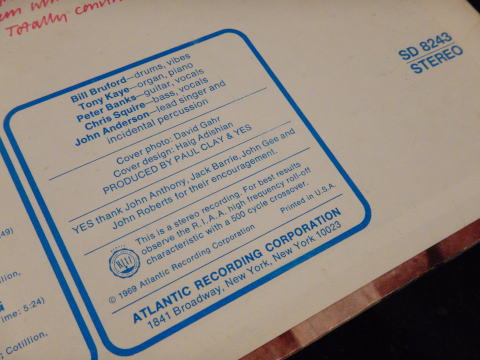 Totally
SD 8243
STEREO
Bill Bruford—drums, vibes
Tony Kaye—organ, piano
Peter Banks—guitar, vocals
Chris Squire—bass, vocals
John Anderson—lead singer and
incidental percussion
Cover photo: David Gahr
Cover design: Haig Adishian
PRODUCED BY PAUL CLAY & YES
YES thank John Anthony, Jack Barrie, John Gee and
John Roberts for their encouragement.
This is a stereo recording. For best results
observe the R.I.A.A. high frequency roll-off
characteristic with a 500 cycle crossover.
© 1969 Atlantic Recording Corporation
Printed in U.S.A.
ATLANTIC RECORDING CORPORATION
1841 Broadway, New York, New York 10023
:49)
Cotillion,
Time: 5:24)
Cotillion,